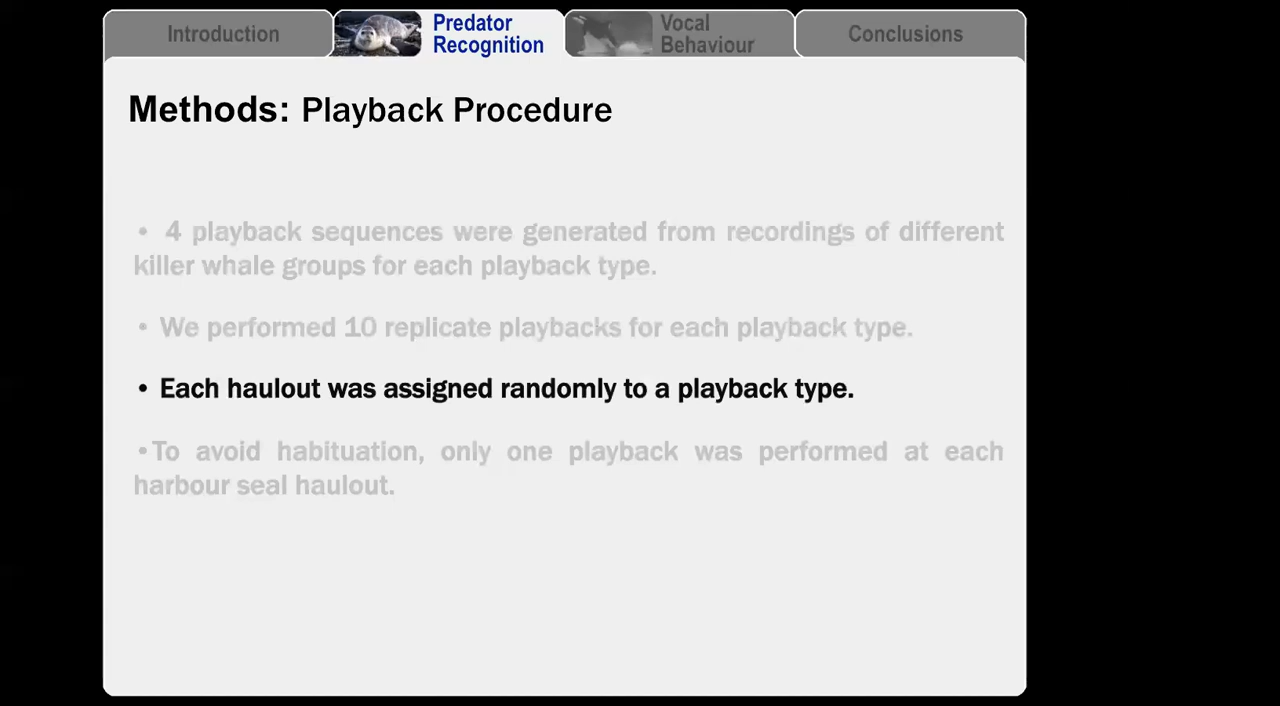 Introduction
Predator
Recognition
Vocal
Behaviour
Conclusions
Methods: Playback Procedure
• 4 playback sequences were generated from recordings of different
killer whale groups for each playback type.
• We performed 10 replicate playbacks for each playback type.
• Each haulout was assigned randomly to a playback type.
•To avoid habituation, only one playback was performed at each
harbour seal haulout.